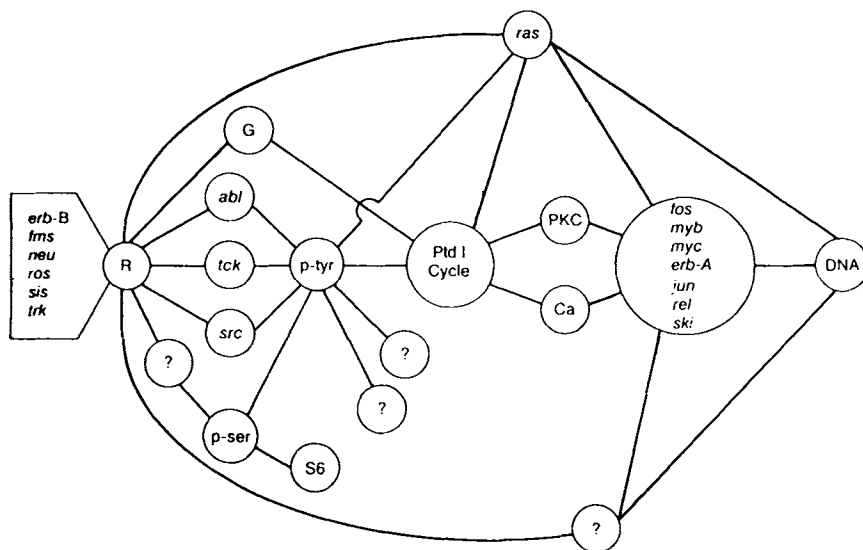 ras
G
erb-B
fms
neu
ros
sis
trk
R
abl
tck
src
?
p-ser
S6
p-tyr
?
?
Ptd I
Cycle
PKC
Ca
fos
myb
myc
erb-A
jun
rel
ski
DNA
?